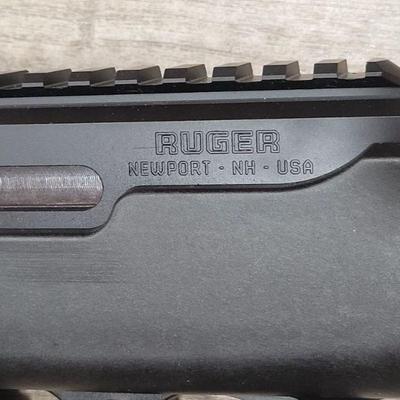 RUGER
NEWPORT - NH - USA